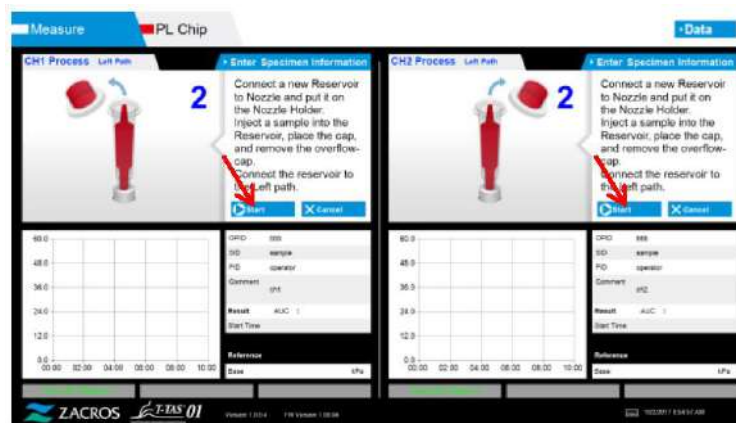 Measure
PL Chip
Data
CH1 Process Left Path
Enter Specimen Information
2
Connect a new Reservoir
to Nozzle and put it on
the Nozzle Holder.
Inject a sample into the
Reservoir, place the cap,
and remove the overflow-
cap.
Connect the reservoir to
the Left path.
Start
Cancel
60.0
48.0
36.0
24.0
12.0
0.0
00:00 02:00 04:00 06:00 08:00 10:00
OPID
SID sample
PID operator
Comment
ch1
Result AUC :
Start Time
Reference
Base kPa
CH2 Process Left Path
Enter Specimen Information
2
Connect a new Reservoir
to Nozzle and put it on
the Nozzle Holder.
Inject a sample into the
Reservoir, place the cap,
and remove the overflow-
cap.
Connect the reservoir to
the Left path.
Start
Cancel
60.0
48.0
36.0
24.0
12.0
0.0
00:00 02:00 04:00 06:00 08:00 10:00
OPID
SID sample
PID operator
Comment
ch2
Result AUC :
Start Time
Reference
Base kPa
ZACROS T-TAS 01